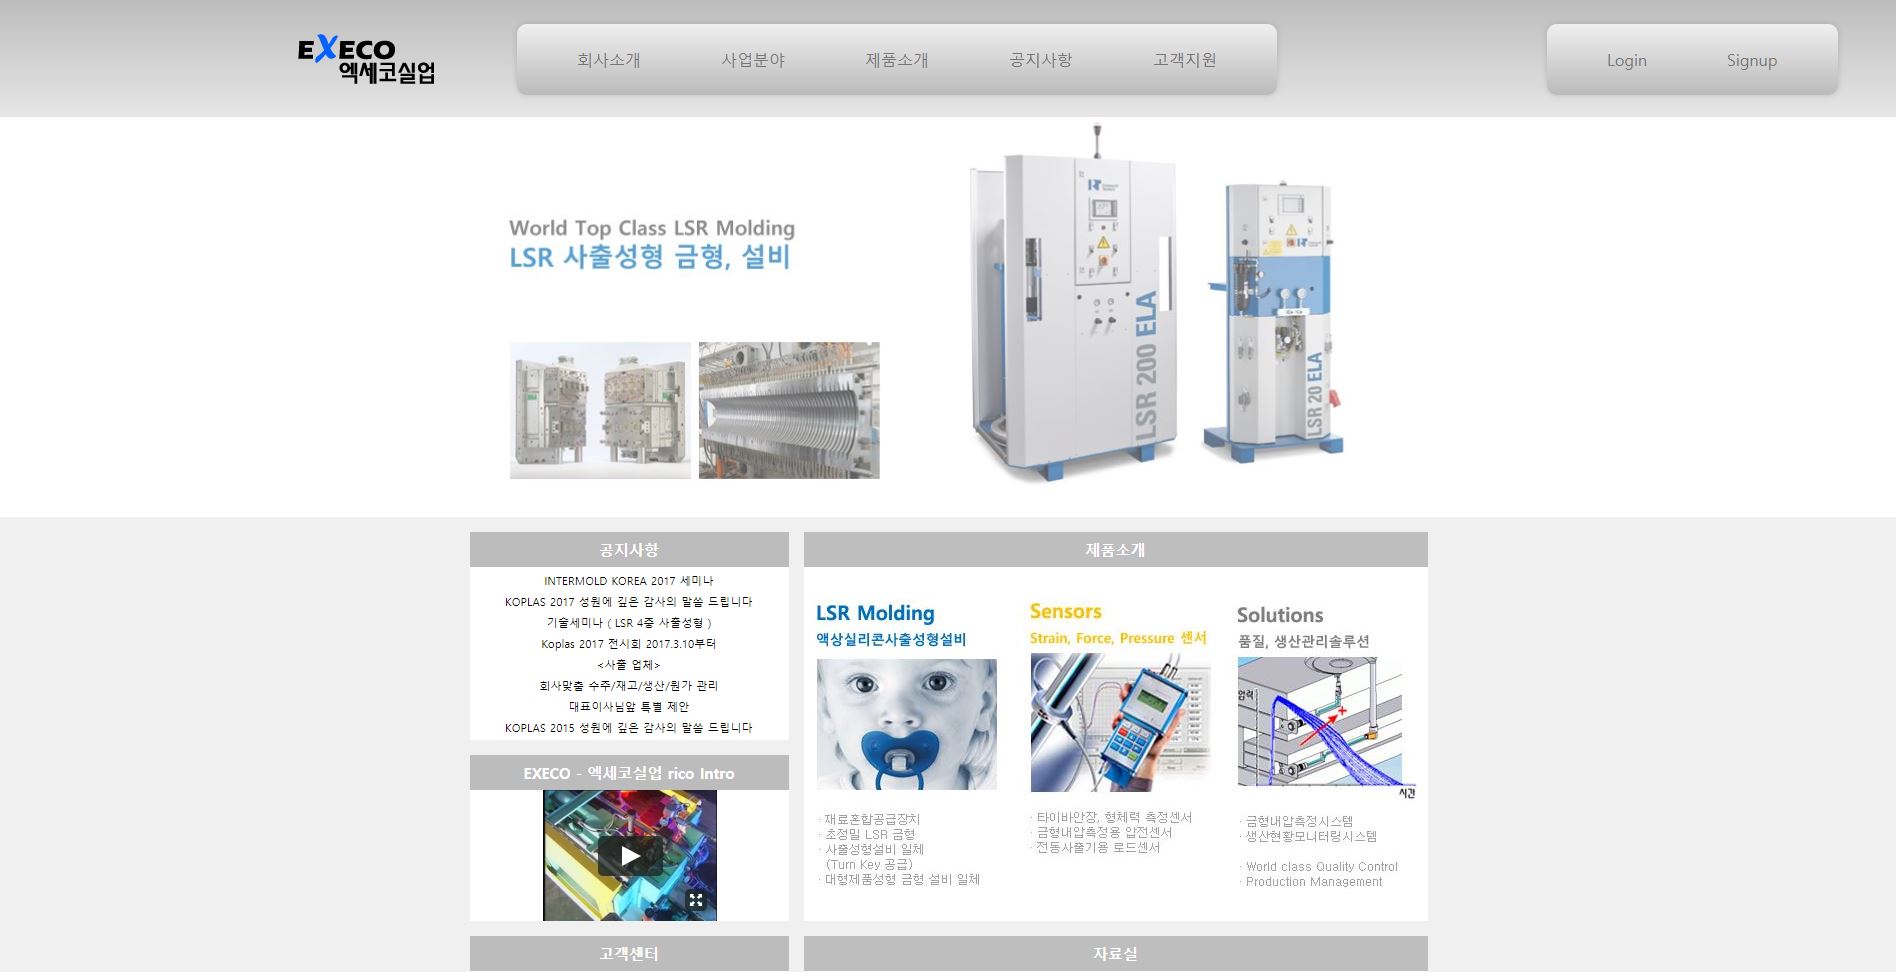 EXECO
엑세코실업
회사소개
사업분야
제품소개
공지사항
고객지원
Login
Signup
World Top Class LSR Molding
LSR 사출성형 금형, 설비
LSR 200 ELA
LSR 20 ELA
공지사항
INTERMOLD KOREA 2017 세미나
KOPLAS 2017 성원에 깊은 감사의 말씀 드립니다
기술세미나 ( LSR 4종 사출성형 )
Koplas 2017 전시회 2017.3.10부터
<사출 업체>
회사맞춤 수주/재고/생산/원가 관리
대표이사님앞 특별 제안
KOPLAS 2015 성원에 깊은 감사의 말씀 드립니다
EXECO - 엑세코실업 rico Intro
고객센터
제품소개
LSR Molding
액상실리콘사출성형설비
· 재료혼합공급장치
· 초정밀 LSR 금형
· 사출성형설비 일체
(Turn Key 공급)
· 대형제품성형 금형 설비 일체
Sensors
Strain, Force, Pressure 센서
· 타이바안장, 형체력 측정센서
· 금형내압측정용 압전센서
· 전동사출기용 로드센서
Solutions
품질, 생산관리솔루션
압력
시간
· 금형내압측정시스템
· 생산현황모니터링시스템
· World class Quality Control
· Production Management
자료실